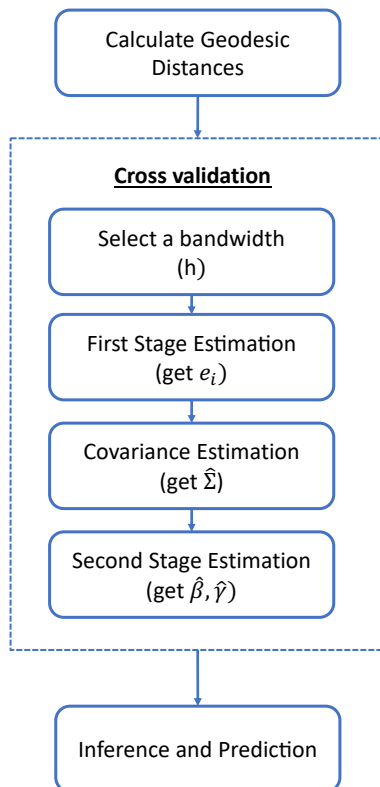 Calculate Geodesic
Distances
Cross validation
Select a bandwidth
(h)
First Stage Estimation
(get eᵢ)
Covariance Estimation
(get Σ̂)
Second Stage Estimation
(get β̂, γ̂)
Inference and Prediction